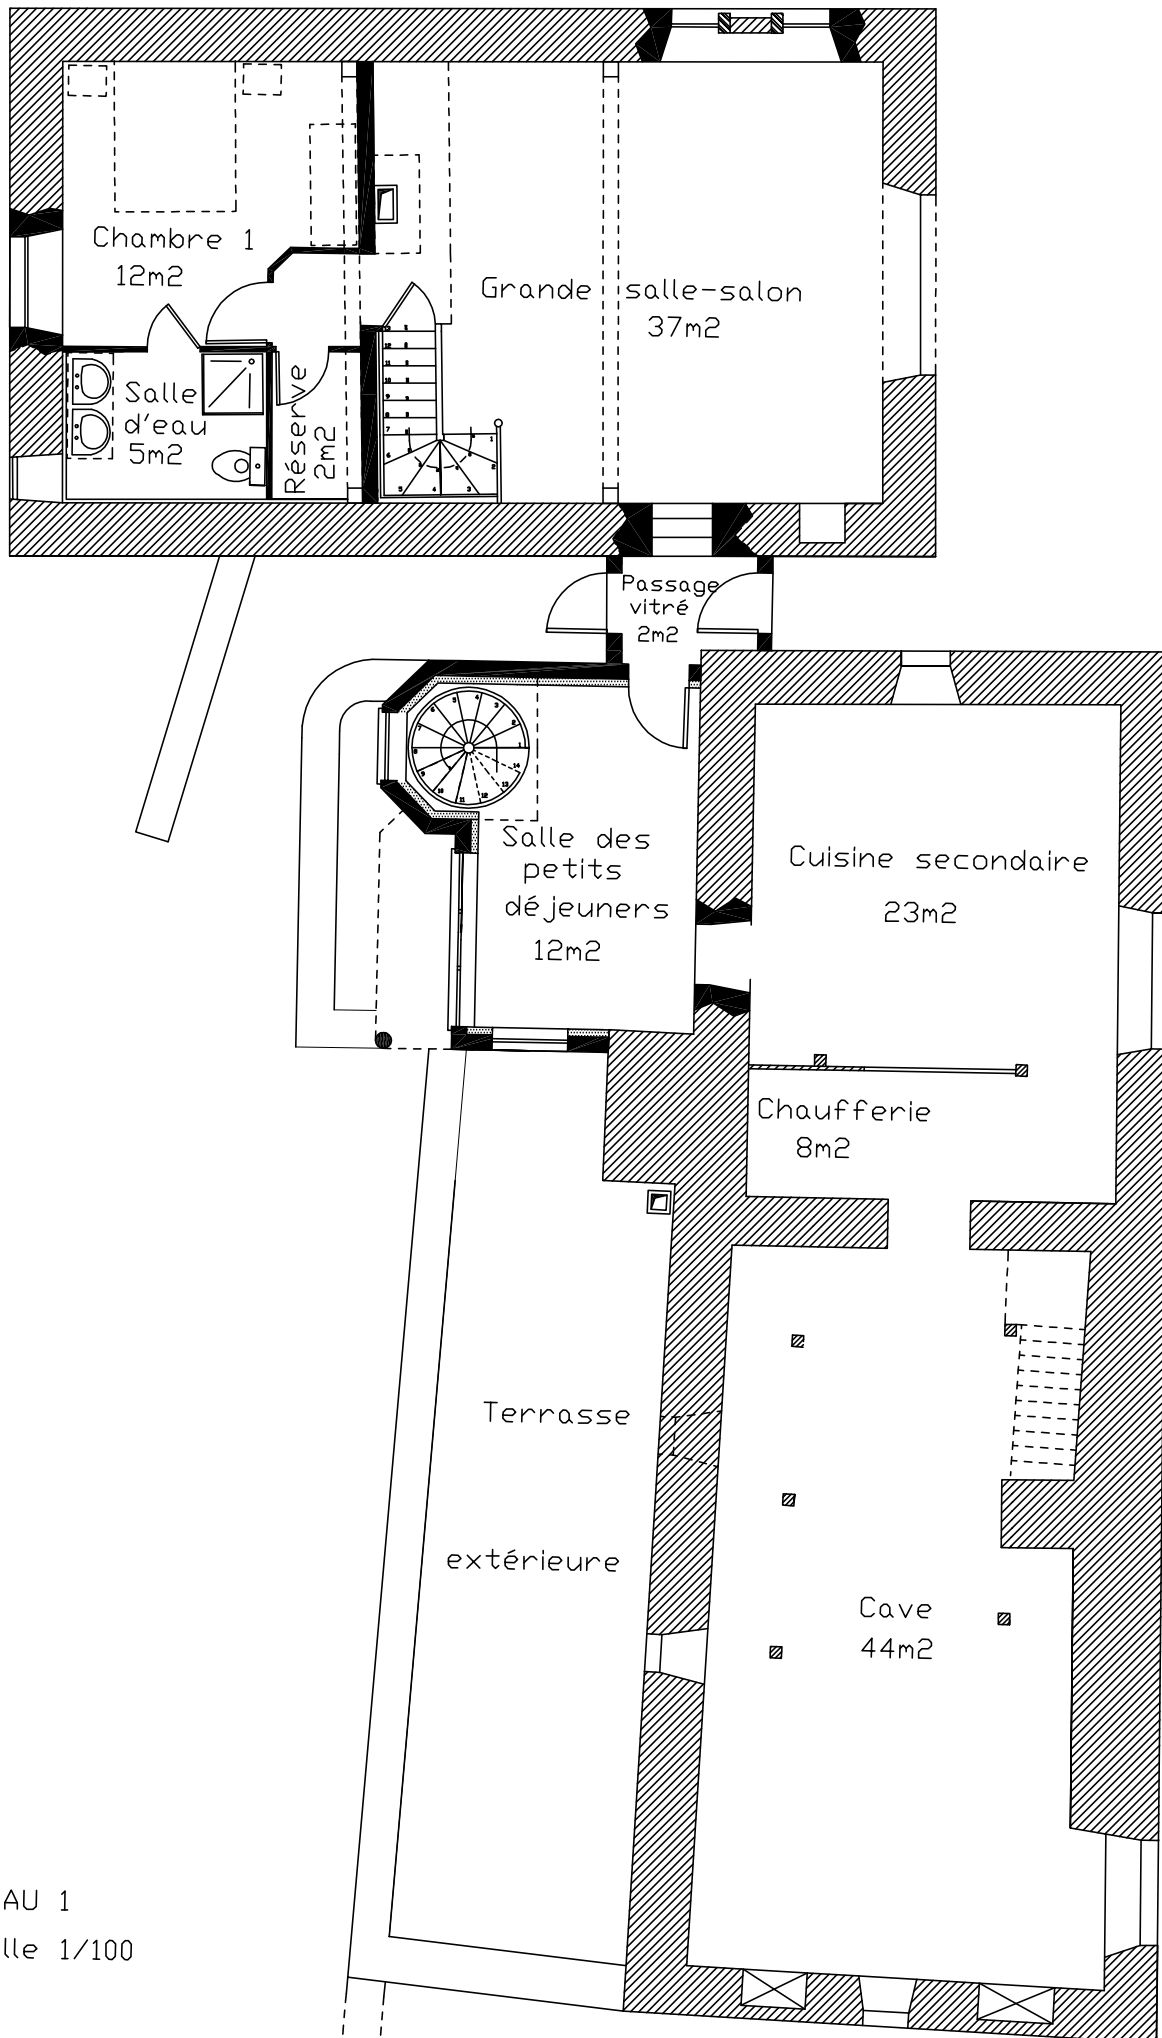 Chambre 1
12m2
Grande salle-salon
37m2
Salle
d'eau
5m2
Réserve
2m2
Passage
vitré
2m2
Salle des
petits
déjeuners
12m2
Cuisine secondaire
23m2
Chaufferie
8m2
Terrasse
extérieure
Cave
44m2
AU 1
lle 1/100